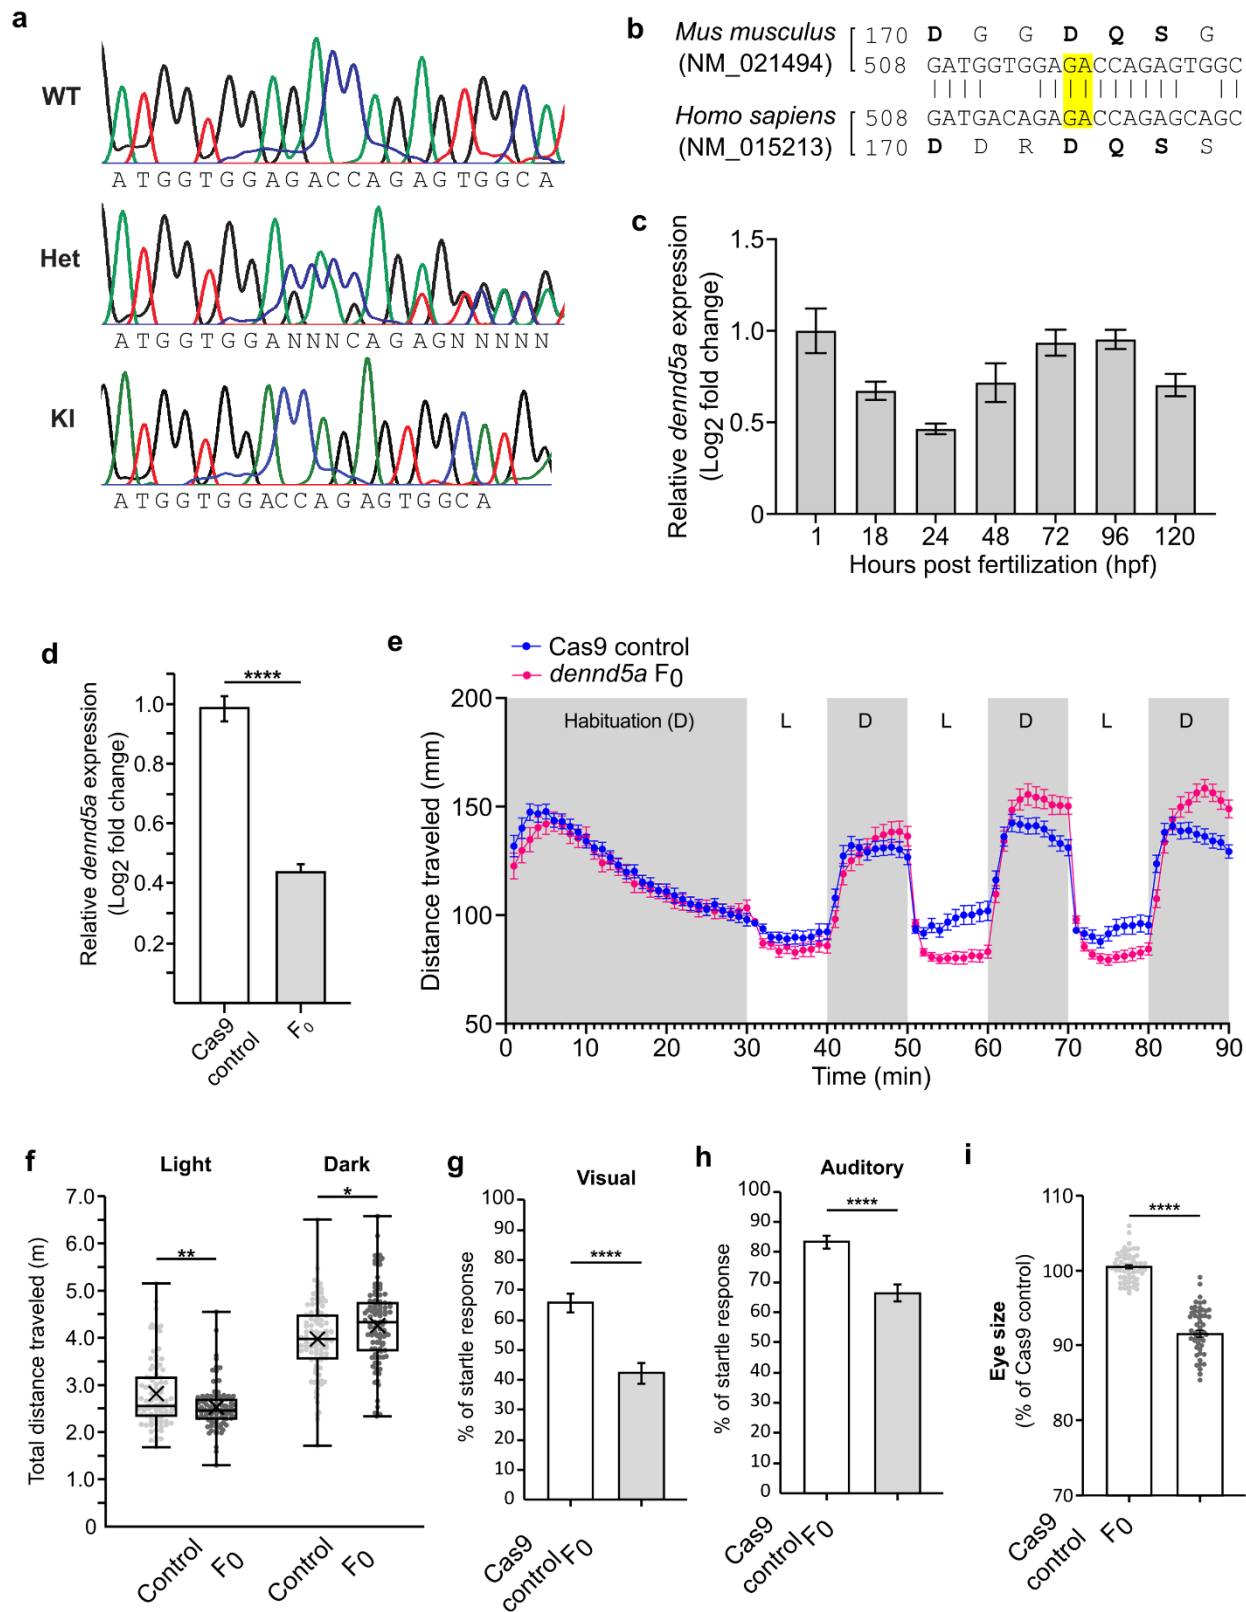 a
WT
A T G G T G G A G A C C A G A G T G G C A
Het
A T G G T G G A N N N C A G A G N N N N N
KI
A T G G T G G A C C A G A G T G G C A
b
Mus musculus
(NM_021494)
170 D G G D Q S G
508 GATGGTGGAGACCAGAGTGGC
Homo sapiens
(NM_015213)
508 GATGACAGAGACCAGAGCAGC
170 D D R D Q S S
c
Relative dennd5a expression
(Log2 fold change)
1.5
1.0
0.5
0
1 18 24 48 72 96 120
Hours post fertilization (hpf)
d
Relative dennd5a expression
(Log2 fold change)
****
1.0
0.8
0.6
0.4
0.2
Cas9
control
F0
e
Cas9 control
dennd5a F0
Distance traveled (mm)
200
150
100
50
Habituation (D) L D L D L D
0 10 20 30 40 50 60 70 80 90
Time (min)
f
Light Dark
Total distance traveled (m)
7.0
6.0
5.0
4.0
3.0
2.0
1.0
0
**
*
Control
F0
Control
F0
g
Visual
% of startle response
100
90
80
70
60
50
40
30
20
10
0
****
Cas9
control
F0
h
Auditory
% of startle response
100
90
80
70
60
50
40
30
20
10
0
****
Cas9
control
F0
i
Eye size
(% of Cas9 control)
110
100
90
80
70
****
Cas9
control
F0